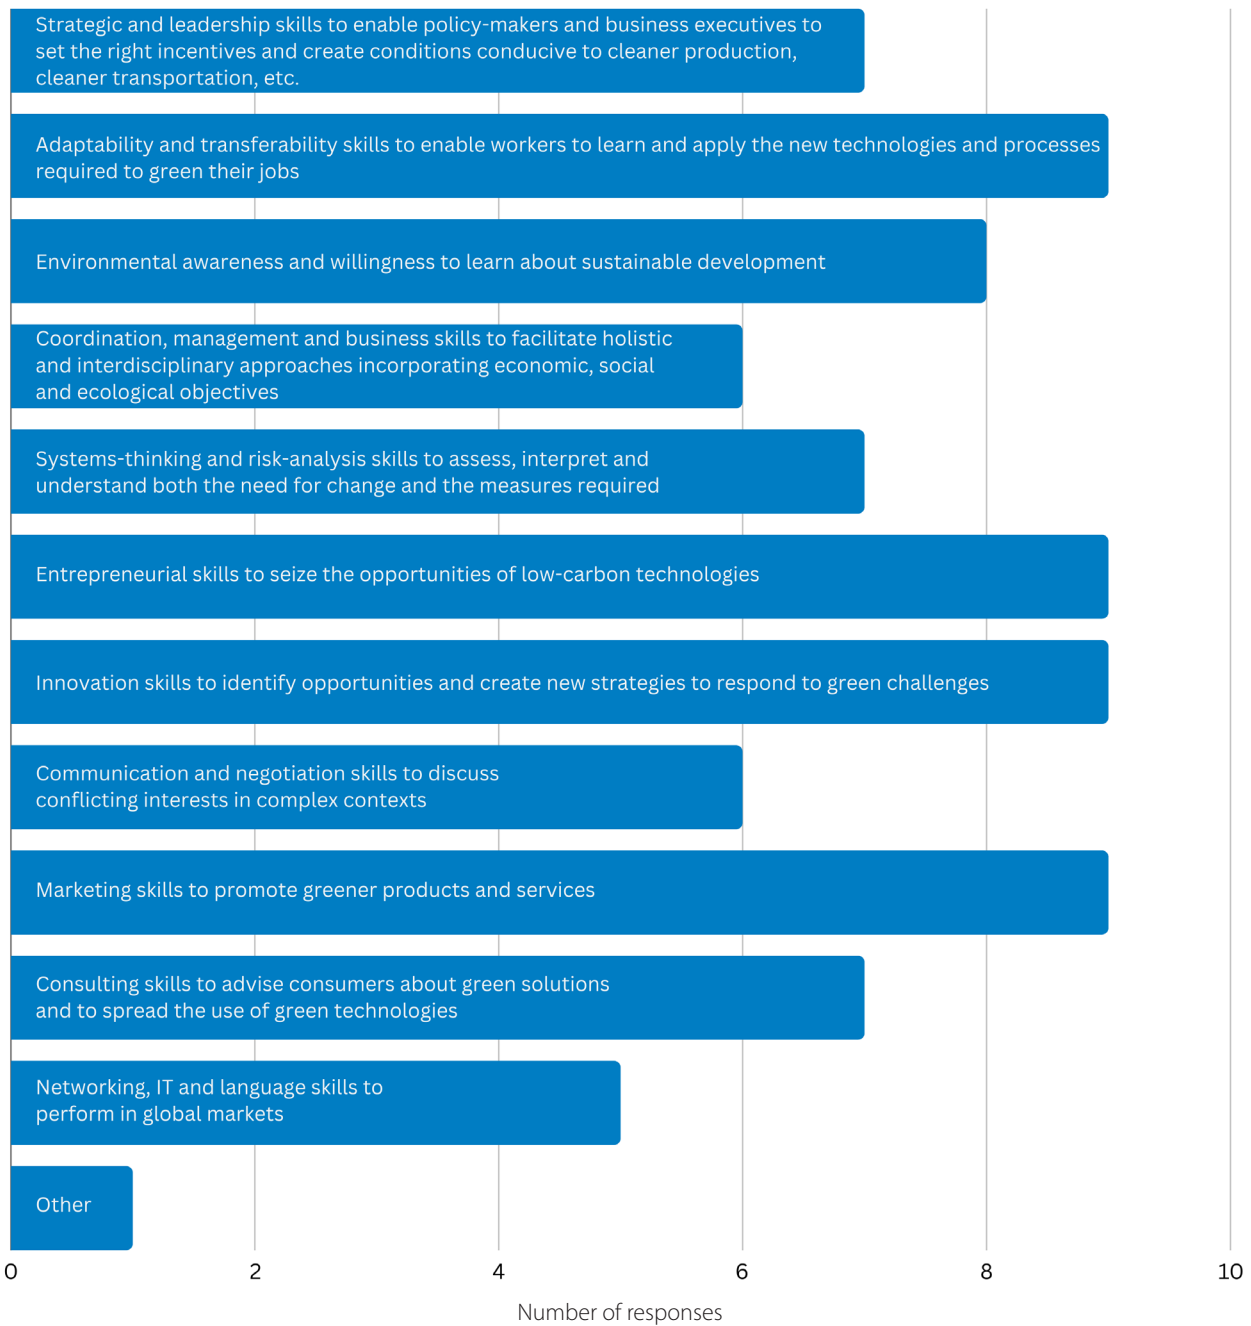 Strategic and leadership skills to enable policy-makers and business executives to
set the right incentives and create conditions conducive to cleaner production,
cleaner transportation, etc.
Adaptability and transferability skills to enable workers to learn and apply the new technologies and processes
required to green their jobs
Environmental awareness and willingness to learn about sustainable development
Coordination, management and business skills to facilitate holistic
and interdisciplinary approaches incorporating economic, social
and ecological objectives
Systems-thinking and risk-analysis skills to assess, interpret and
understand both the need for change and the measures required
Entrepreneurial skills to seize the opportunities of low-carbon technologies
Innovation skills to identify opportunities and create new strategies to respond to green challenges
Communication and negotiation skills to discuss
conflicting interests in complex contexts
Marketing skills to promote greener products and services
Consulting skills to advise consumers about green solutions
and to spread the use of green technologies
Networking, IT and language skills to
perform in global markets
Other
0 2 4 6 8 10
Number of responses